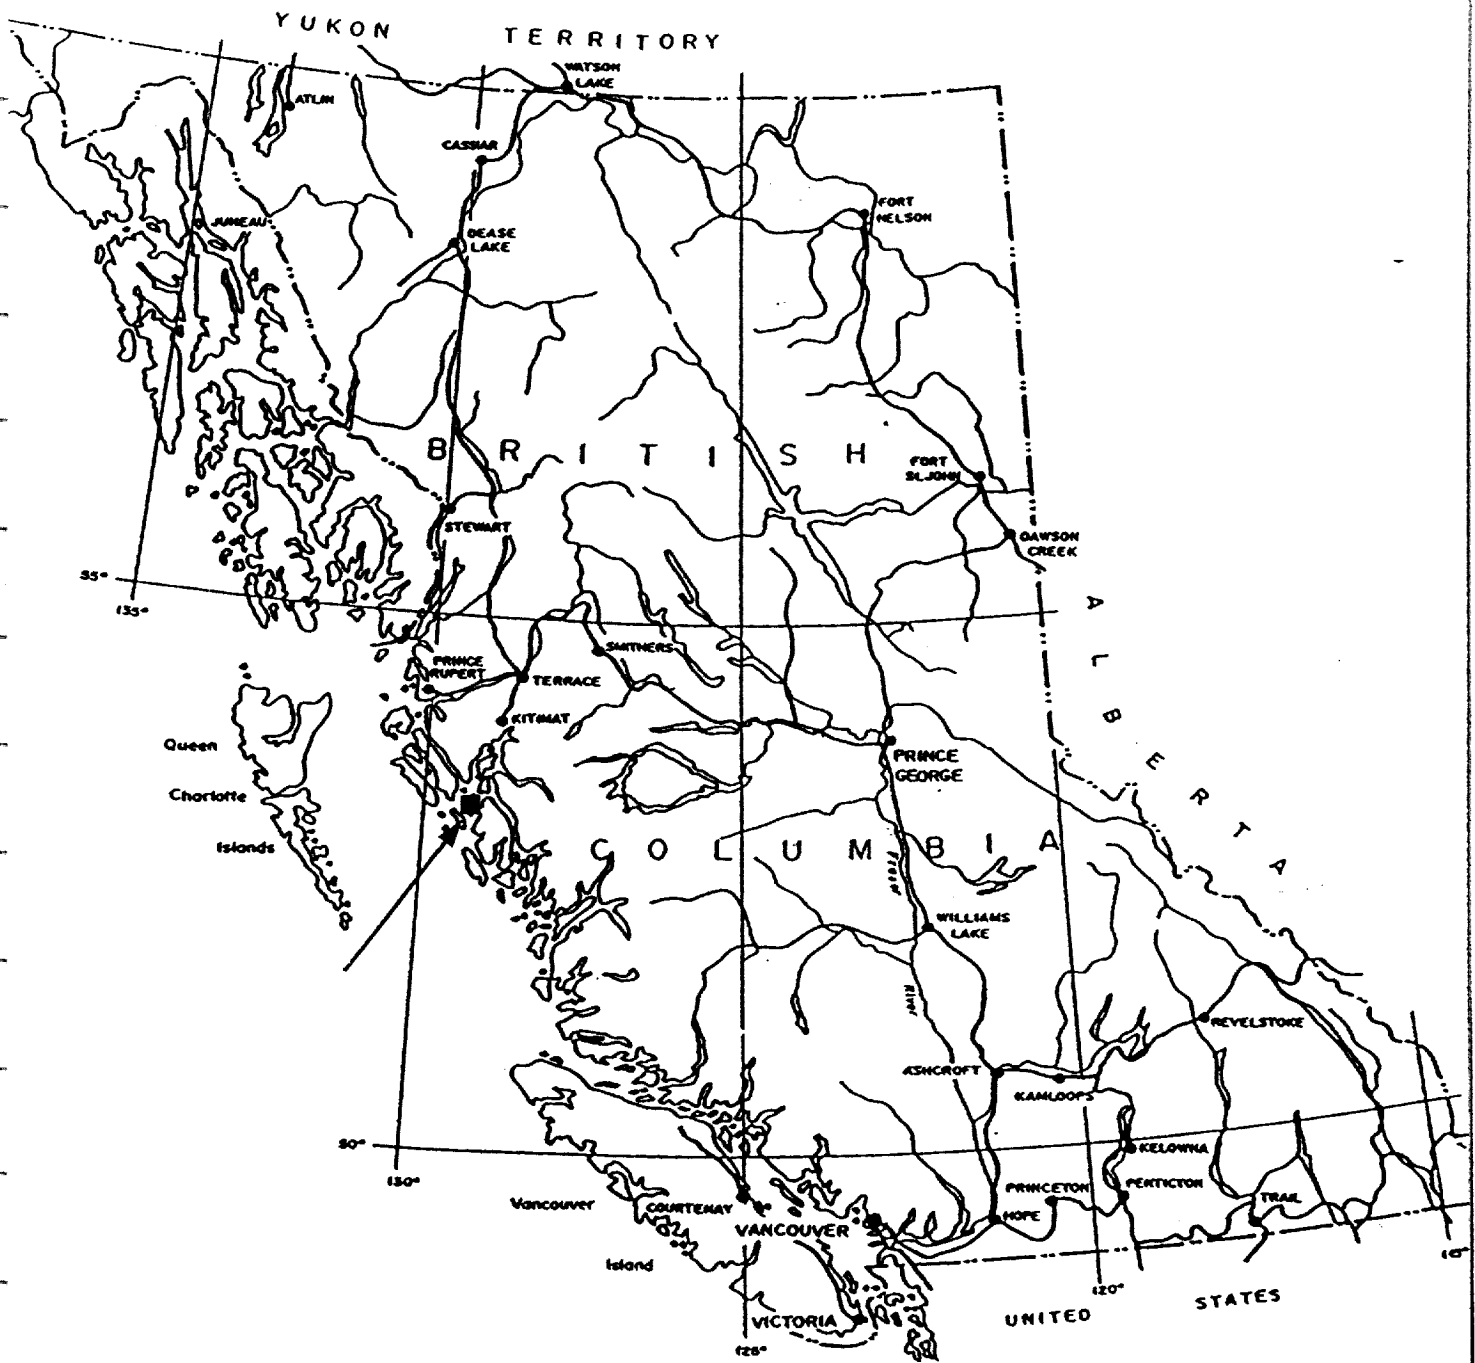 YUKON TERRITORY
WATSON
LAKE
ATLIN
CASSIAR
FORT
NELSON
JUNEAU
DEASE
LAKE
BRITISH
FORT
ST.JOHN
STEWART
DAWSON
CREEK
55°
135°
ALBERTA
SMITHERS
PRINCE
RUPERT
TERRACE
KITIMAT
Queen
Charlotte
Islands
PRINCE
GEORGE
COLUMBIA
Fraser
River
WILLIAMS
LAKE
REVELSTOKE
ASHCROFT
KAMLOOPS
50°
130°
KELOWNA
Vancouver
Island
COURTENAY
VANCOUVER
PRINCETON
HOPE
PENTICTON
TRAIL
120°
UNITED STATES
VICTORIA